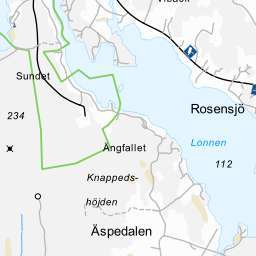 Sundet
Rosensjö
234
Lonnen
Ängfallet
112
Knappeds-
höjden
Äspedalen